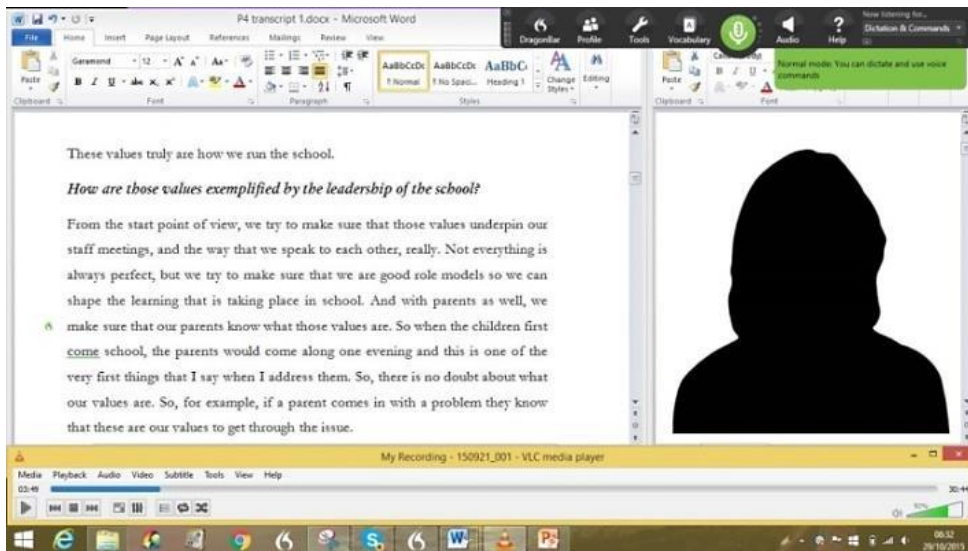 P4 transcript 1.docx - Microsoft Word
Now listening for...
Dictation & Commands
DragonBar Profile Tools Vocabulary Audio Help
Normal mode: You can dictate and use voice
commands
File Home Insert Page Layout References Mailings Review View
Paste
Garamond 12
AaBbCcDc AaBbCcDc AaBbC
1 Normal 1 No Spaci... Heading 1
Change Styles
Editing
Clipboard Font Paragraph Styles
Paste
Clipboard Font
These values truly are how we run the school.
How are those values exemplified by the leadership of the school?
From the start point of view, we try to make sure that those values underpin our
staff meetings, and the way that we speak to each other, really. Not everything is
always perfect, but we try to make sure that we are good role models so we can
shape the learning that is taking place in school. And with parents as well, we
make sure that our parents know what those values are. So when the children first
come school, the parents would come along one evening and this is one of the
very first things that I say when I address them. So, there is no doubt about what
our values are. So, for example, if a parent comes in with a problem they know
that these are our values to get through the issue.
My Recording - 150921_001 - VLC media player
Media Playback Audio Video Subtitle Tools View Help
03:49
30:44
06:32
29/10/2015